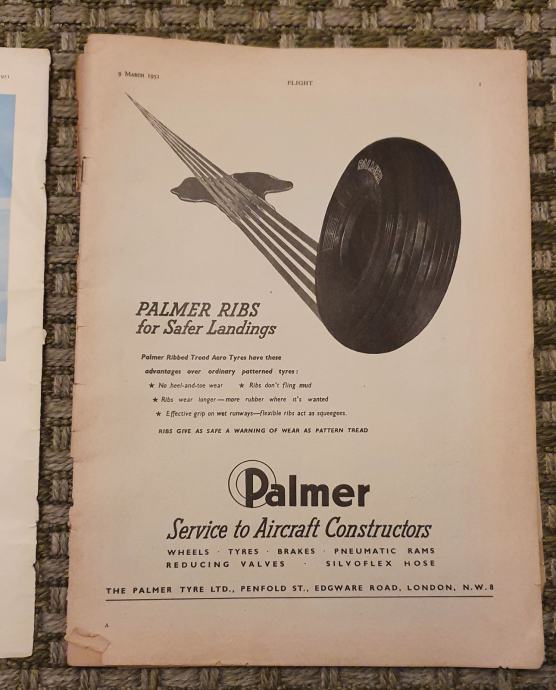 9 MARCH 1951
FLIGHT
1
PALMER
PALMER RIBS
for Safer Landings
Palmer Ribbed Tread Aero Tyres have these
advantages over ordinary patterned tyres:
★ No heel-and-toe wear ★ Ribs don't fling mud
★ Ribs wear longer—more rubber where it's wanted
★ Effective grip on wet runways—flexible ribs act as squeegees.
RIBS GIVE AS SAFE A WARNING OF WEAR AS PATTERN TREAD
Palmer
Service to Aircraft Constructors
WHEELS · TYRES · BRAKES · PNEUMATIC RAMS
REDUCING VALVES · SILVOFLEX HOSE
THE PALMER TYRE LTD., PENFOLD ST., EDGWARE ROAD, LONDON, N.W.8
A